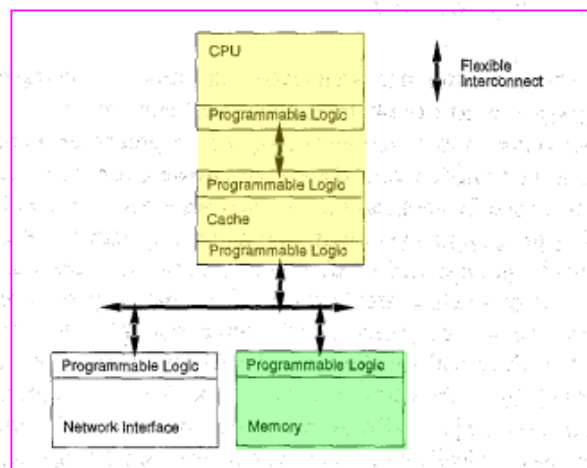 CPU
Flexible
Interconnect
Programmable Logic
Programmable Logic
Cache
Programmable Logic
Programmable Logic
Programmable Logic
Network Interface
Memory